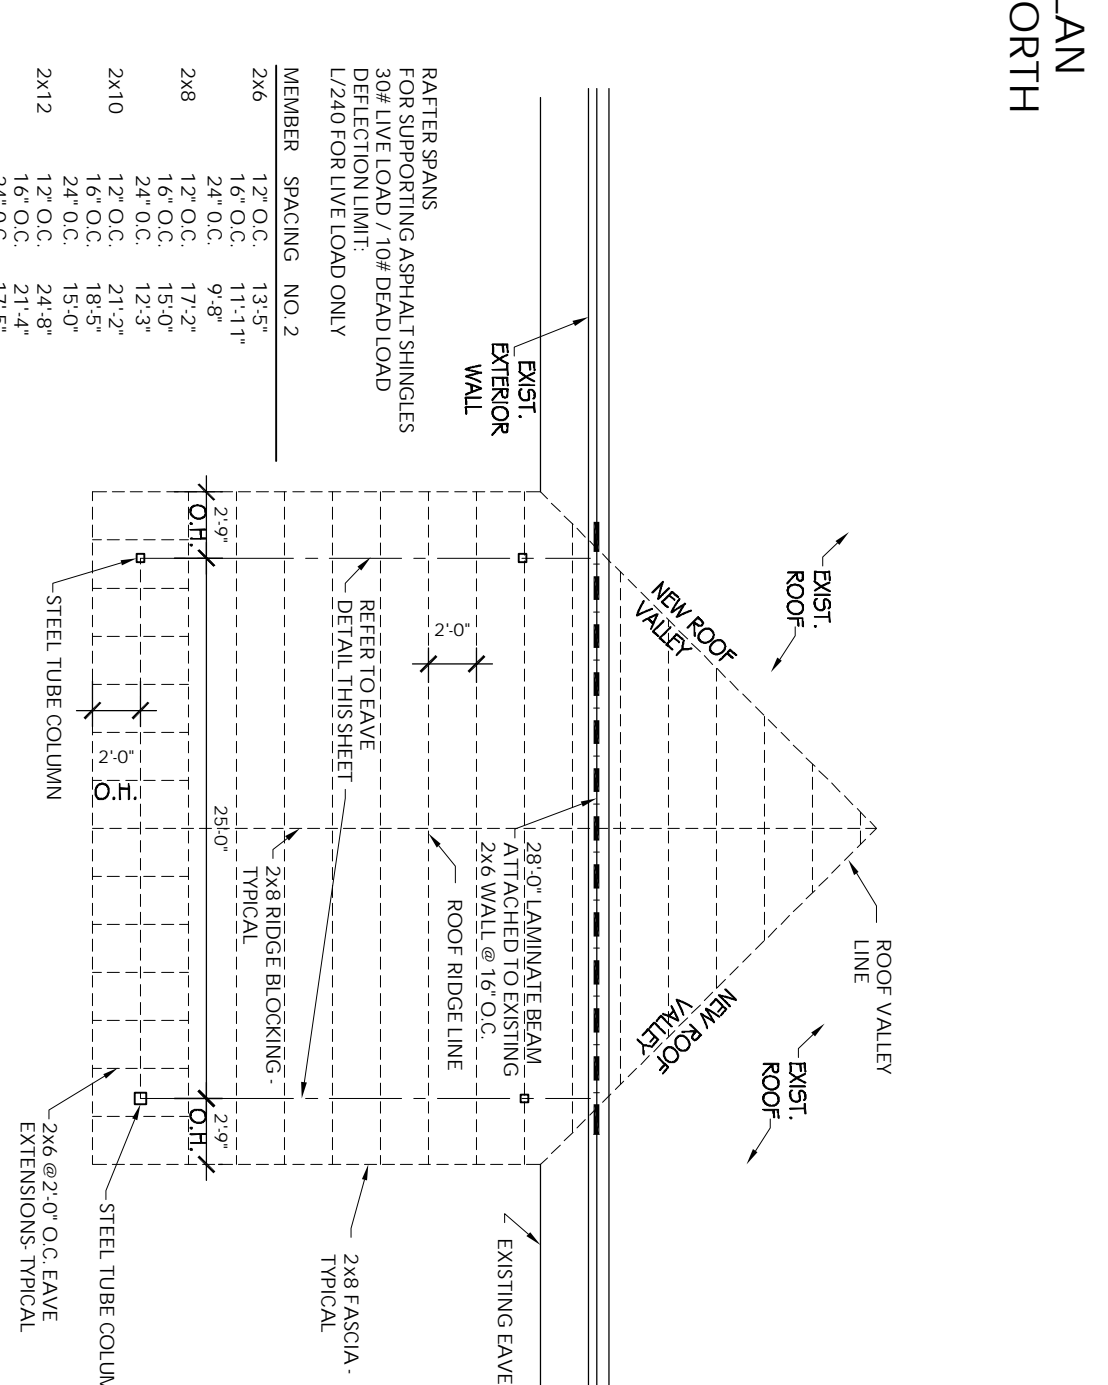 LAN
ORTH
RAFTER SPANS
FOR SUPPORTING ASPHALT SHINGLES
30# LIVE LOAD / 10# DEAD LOAD
DEFLECTION LIMIT:
L/240 FOR LIVE LOAD ONLY
MEMBER SPACING NO. 2
2x6 12" O.C. 13'-5"
16" O.C. 11'-11"
24" O.C. 9'-8"
2x8 12" O.C. 17'-2"
16" O.C. 15'-0"
24" O.C. 12'-3"
2x10 12" O.C. 21'-2"
16" O.C. 18'-5"
24" O.C. 15'-0"
2x12 12" O.C. 24'-8"
16" O.C. 21'-4"
24" O.C. 17'-5"
EXIST.
EXTERIOR
WALL
EXIST.
ROOF
NEW ROOF
VALLEY
2'-9"
O.H.
REFER TO EAVE
DETAIL THIS SHEET
2'-0"
STEEL TUBE COLUMN
2'-0"
O.H.
25'-0"
28'-0" LAMINATE BEAM
ATTACHED TO EXISTING
2x6 WALL @ 16" O.C.
ROOF RIDGE LINE
2x8 RIDGE BLOCKING -
TYPICAL
ROOF VALLEY
LINE
NEW ROOF
VALLEY
EXIST.
ROOF
2'-9"
O.H.
2x6 @2'-0" O.C. EAVE
EXTENSIONS- TYPICAL
STEEL TUBE COLUM
2x8 FASCIA -
TYPICAL
EXISTING EAVE